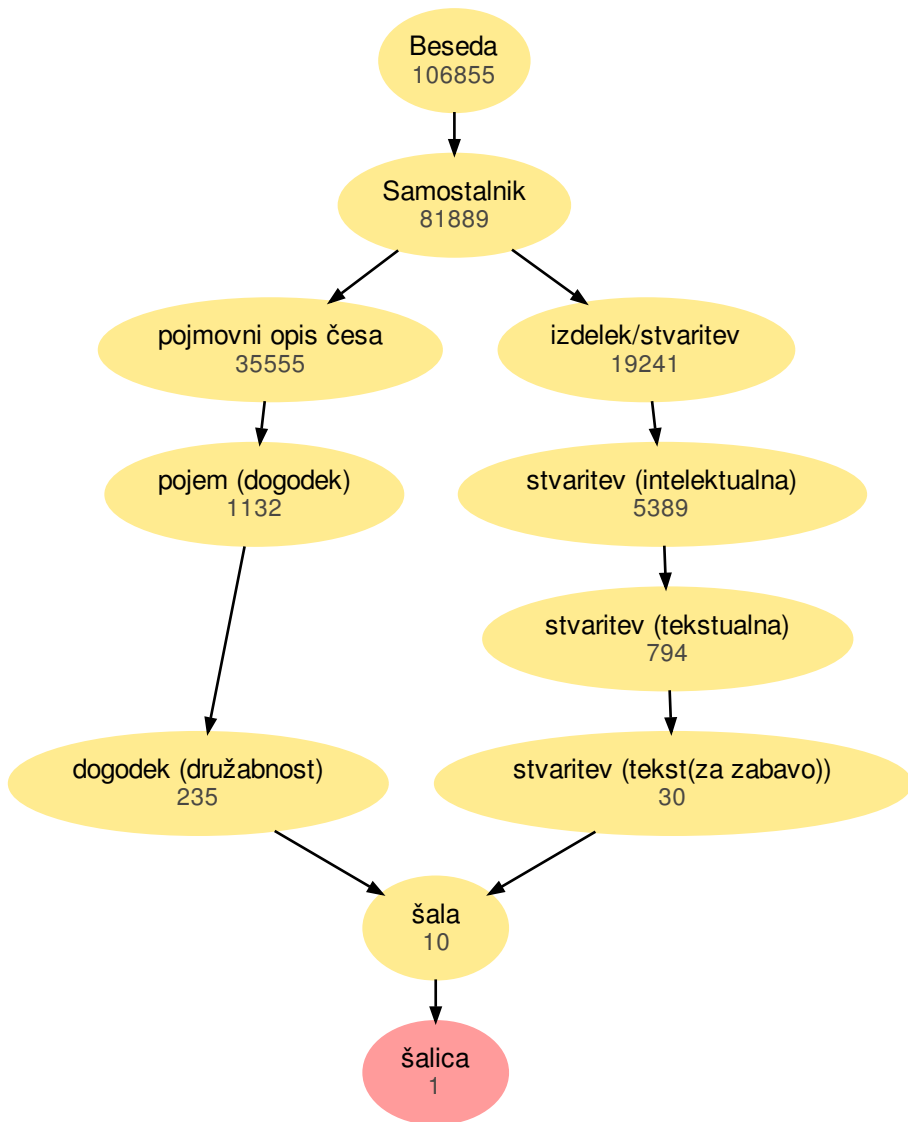 Beseda
106855
Samostalnik
81889
pojmovni opis česa
35555
izdelek/stvaritev
19241
pojem (dogodek)
1132
stvaritev (intelektualna)
5389
stvaritev (tekstualna)
794
dogodek (družabnost)
235
stvaritev (tekst(za zabavo))
30
šala
10
šalica
1